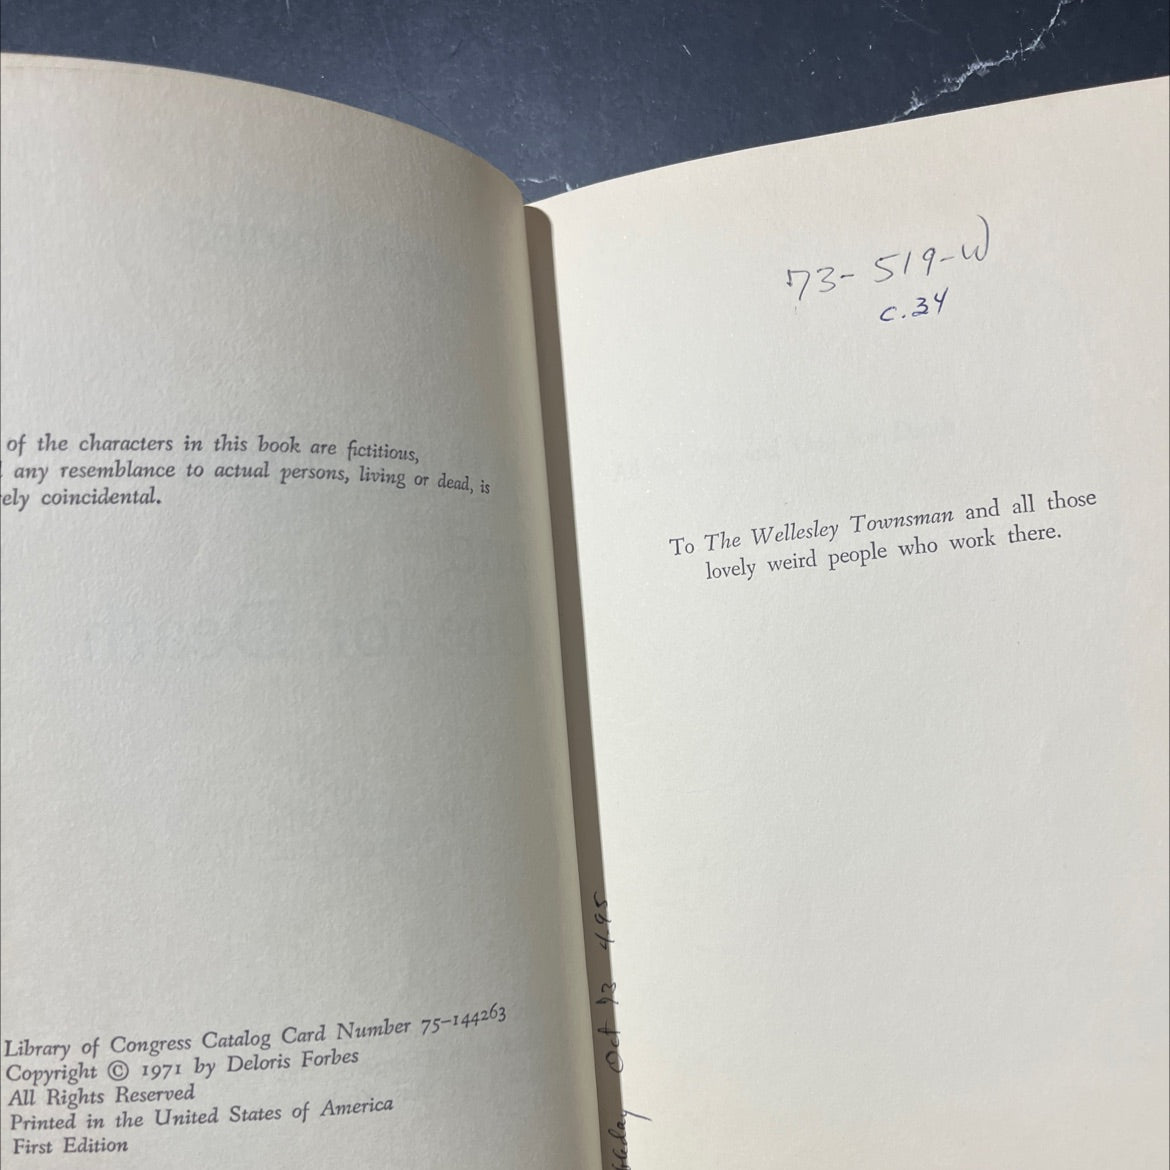 of the characters in this book are fictitious,
any resemblance to actual persons, living or dead, is
ely coincidental.
Library of Congress Catalog Card Number 75-144263
Copyright © 1971 by Deloris Forbes
All Rights Reserved
Printed in the United States of America
First Edition
73-519-W
c.34
To The Wellesley Townsman and all those
lovely weird people who work there.
Oct 73 4.95